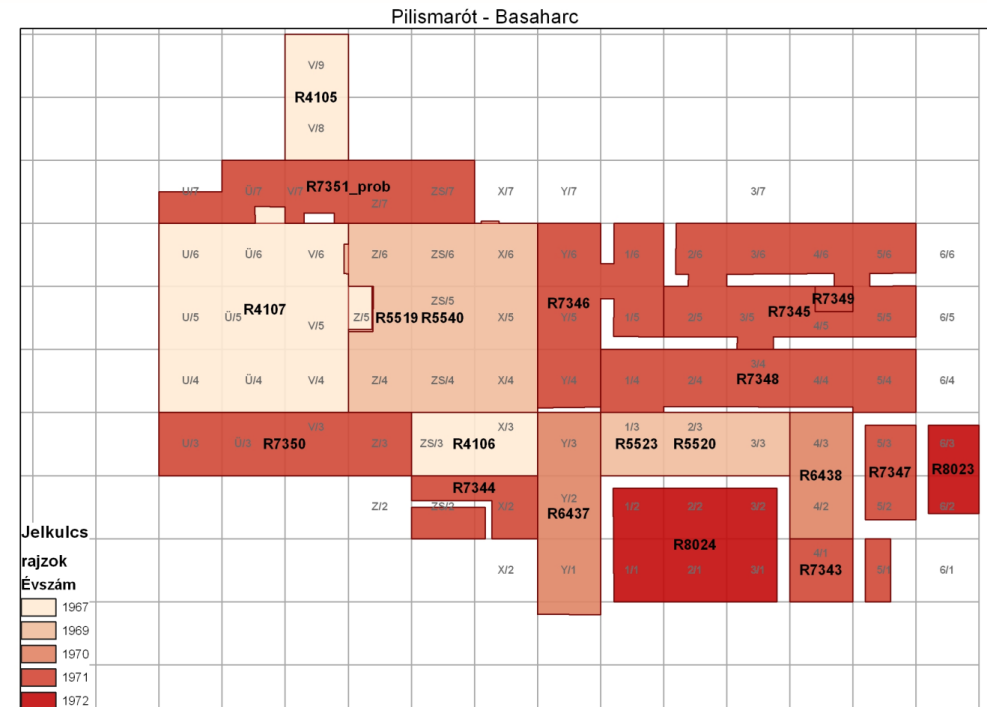 Pilismarót - Basaharc
V/9
R4105
V/8
R7351_prob
U/7 Ü/7 V/7 Z/7 ZS/7 X/7 Y/7 3/7
U/6 Ü/6 V/6 Z/6 ZS/6 X/6 Y/6 1/6 2/6 3/6 4/6 5/6 6/6
R4107 R7346 R7345 R7349
U/5 Ü/5 V/5 Z/5 R5519 R5540 ZS/5 X/5 Y/5 1/5 2/5 3/5 4/5 5/5 6/5
U/4 Ü/4 V/4 Z/4 ZS/4 X/4 Y/4 1/4 2/4 3/4 R7348 4/4 5/4 6/4
U/3 Ü/3 R7350 V/3 Z/3 ZS/3 R4106 X/3 Y/3 1/3 R5523 2/3 R5520 3/3 4/3 5/3 6/3
R6438 R7347 R8023
R7344
Z/2 ZS/2 X/2 Y/2 1/2 2/2 3/2 4/2 5/2 6/2
R6437
R8024
X/2 Y/1 1/1 2/1 3/1 4/1 R7343 5/1 6/1
Jelkulcs
rajzok
Évszám
1967
1969
1970
1971
1972